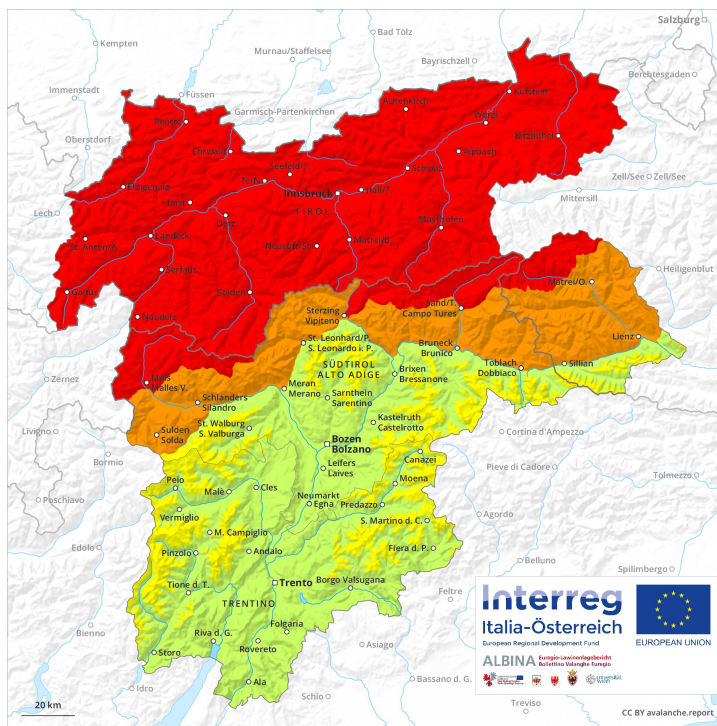 Salzburg
Kempten
Bad Tölz
Murnau/Staffelsee
Bayrischzell
Berchtesgaden
Immenstadt
Füssen
Garmisch-Partenkirchen
Achenkirch
Kufstein
Reutte
Wörgl
Kitzbühel
Oberstdorf
Ehrwald
Alpbach
Seefeld/T.
Telfs
Schwaz
Zell/See
Zell/See
Elbigenalp
Innsbruck
Hall/T.
Mittersill
Imst
Lech
TIROL
Oetz
Mayrhofen
St. Anton/A.
Landeck
Neustift/St.
Matrei/B.
Serfaus
Heiligenblut
Galtür
Sölden
Matrei/O.
Nauders
Sterzing
Vipiteno
Sand/T.
Campo Tures
St. Leonhard/P.
S. Leonardo i. P.
Bruneck
Brunico
Lienz
SÜDTIROL
ALTO ADIGE
Brixen
Bressanone
Toblach
Dobbiaco
Sillian
Zernez
Mals
Malles V.
Meran
Merano
Schlanders
Silandro
Sarnthein
Sarentino
St. Walburg
S. Valburga
Kastelruth
Castelrotto
Livigno
Sulden
Solda
Cortina d'Ampezzo
Bozen
Bolzano
Bormio
Canazei
Pieve di Cadore
Leifers
Laives
Tolmezzo
Peio
Moena
Poschiavo
Malè
Cles
Neumarkt
Egna
Predazzo
Vermiglio
S. Martino d. C.
Agordo
M. Campiglio
Edolo
Pinzolo
Andalo
Fiera d. P.
Belluno
Spilimbergo
Trento
Borgo Valsugana
Tione d. T.
Feltre
TRENTINO
Folgaria
Bienno
Riva d. G.
Rovereto
Asiago
Storo
Bassano d. G.
Idro
Ala
Schio
Treviso
20 km
Interreg
Italia-Österreich
European Regional Development Fund
EUROPEAN UNION
ALBINA
Euregio-Lawinenlagebericht
Bollettino Valanghe Euregio
universität
wien
CC BY avalanche.report